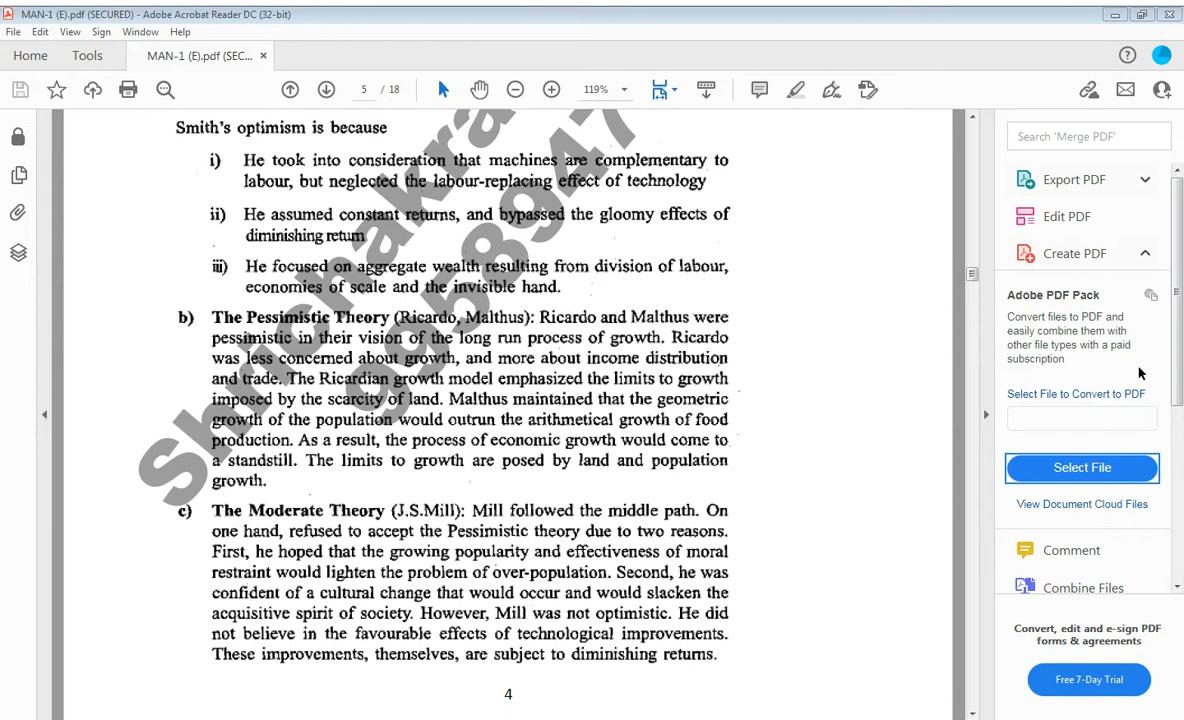 MAN-1 (E).pdf (SECURED) - Adobe Acrobat Reader DC (32-bit)
File Edit View Sign Window Help
Home Tools MAN-1 (E).pdf (SEC... ×
5 / 18 119%
Smith's optimism is because
i) He took into consideration that machines are complementary to
labour, but neglected the labour-replacing effect of technology
ii) He assumed constant returns, and bypassed the gloomy effects of
diminishing return
iii) He focused on aggregate wealth resulting from division of labour,
economies of scale and the invisible hand.
b) The Pessimistic Theory (Ricardo, Malthus): Ricardo and Malthus were
pessimistic in their vision of the long run process of growth. Ricardo
was less concerned about growth, and more about income distribution
and trade. The Ricardian growth model emphasized the limits to growth
imposed by the scarcity of land. Malthus maintained that the geometric
growth of the population would outrun the arithmetical growth of food
production. As a result, the process of economic growth would come to
a standstill. The limits to growth are posed by land and population
growth.
c) The Moderate Theory (J.S.Mill): Mill followed the middle path. On
one hand, refused to accept the Pessimistic theory due to two reasons.
First, he hoped that the growing popularity and effectiveness of moral
restraint would lighten the problem of over-population. Second, he was
confident of a cultural change that would occur and would slacken the
acquisitive spirit of society. However, Mill was not optimistic. He did
not believe in the favourable effects of technological improvements.
These improvements, themselves, are subject to diminishing returns.
4
Shrichakra
995894
Search 'Merge PDF'
Export PDF
Edit PDF
Create PDF
Adobe PDF Pack
Convert files to PDF and
easily combine them with
other file types with a paid
subscription
Select File to Convert to PDF
Select File
View Document Cloud Files
Comment
Combine Files
Convert, edit and e-sign PDF
forms & agreements
Free 7-Day Trial